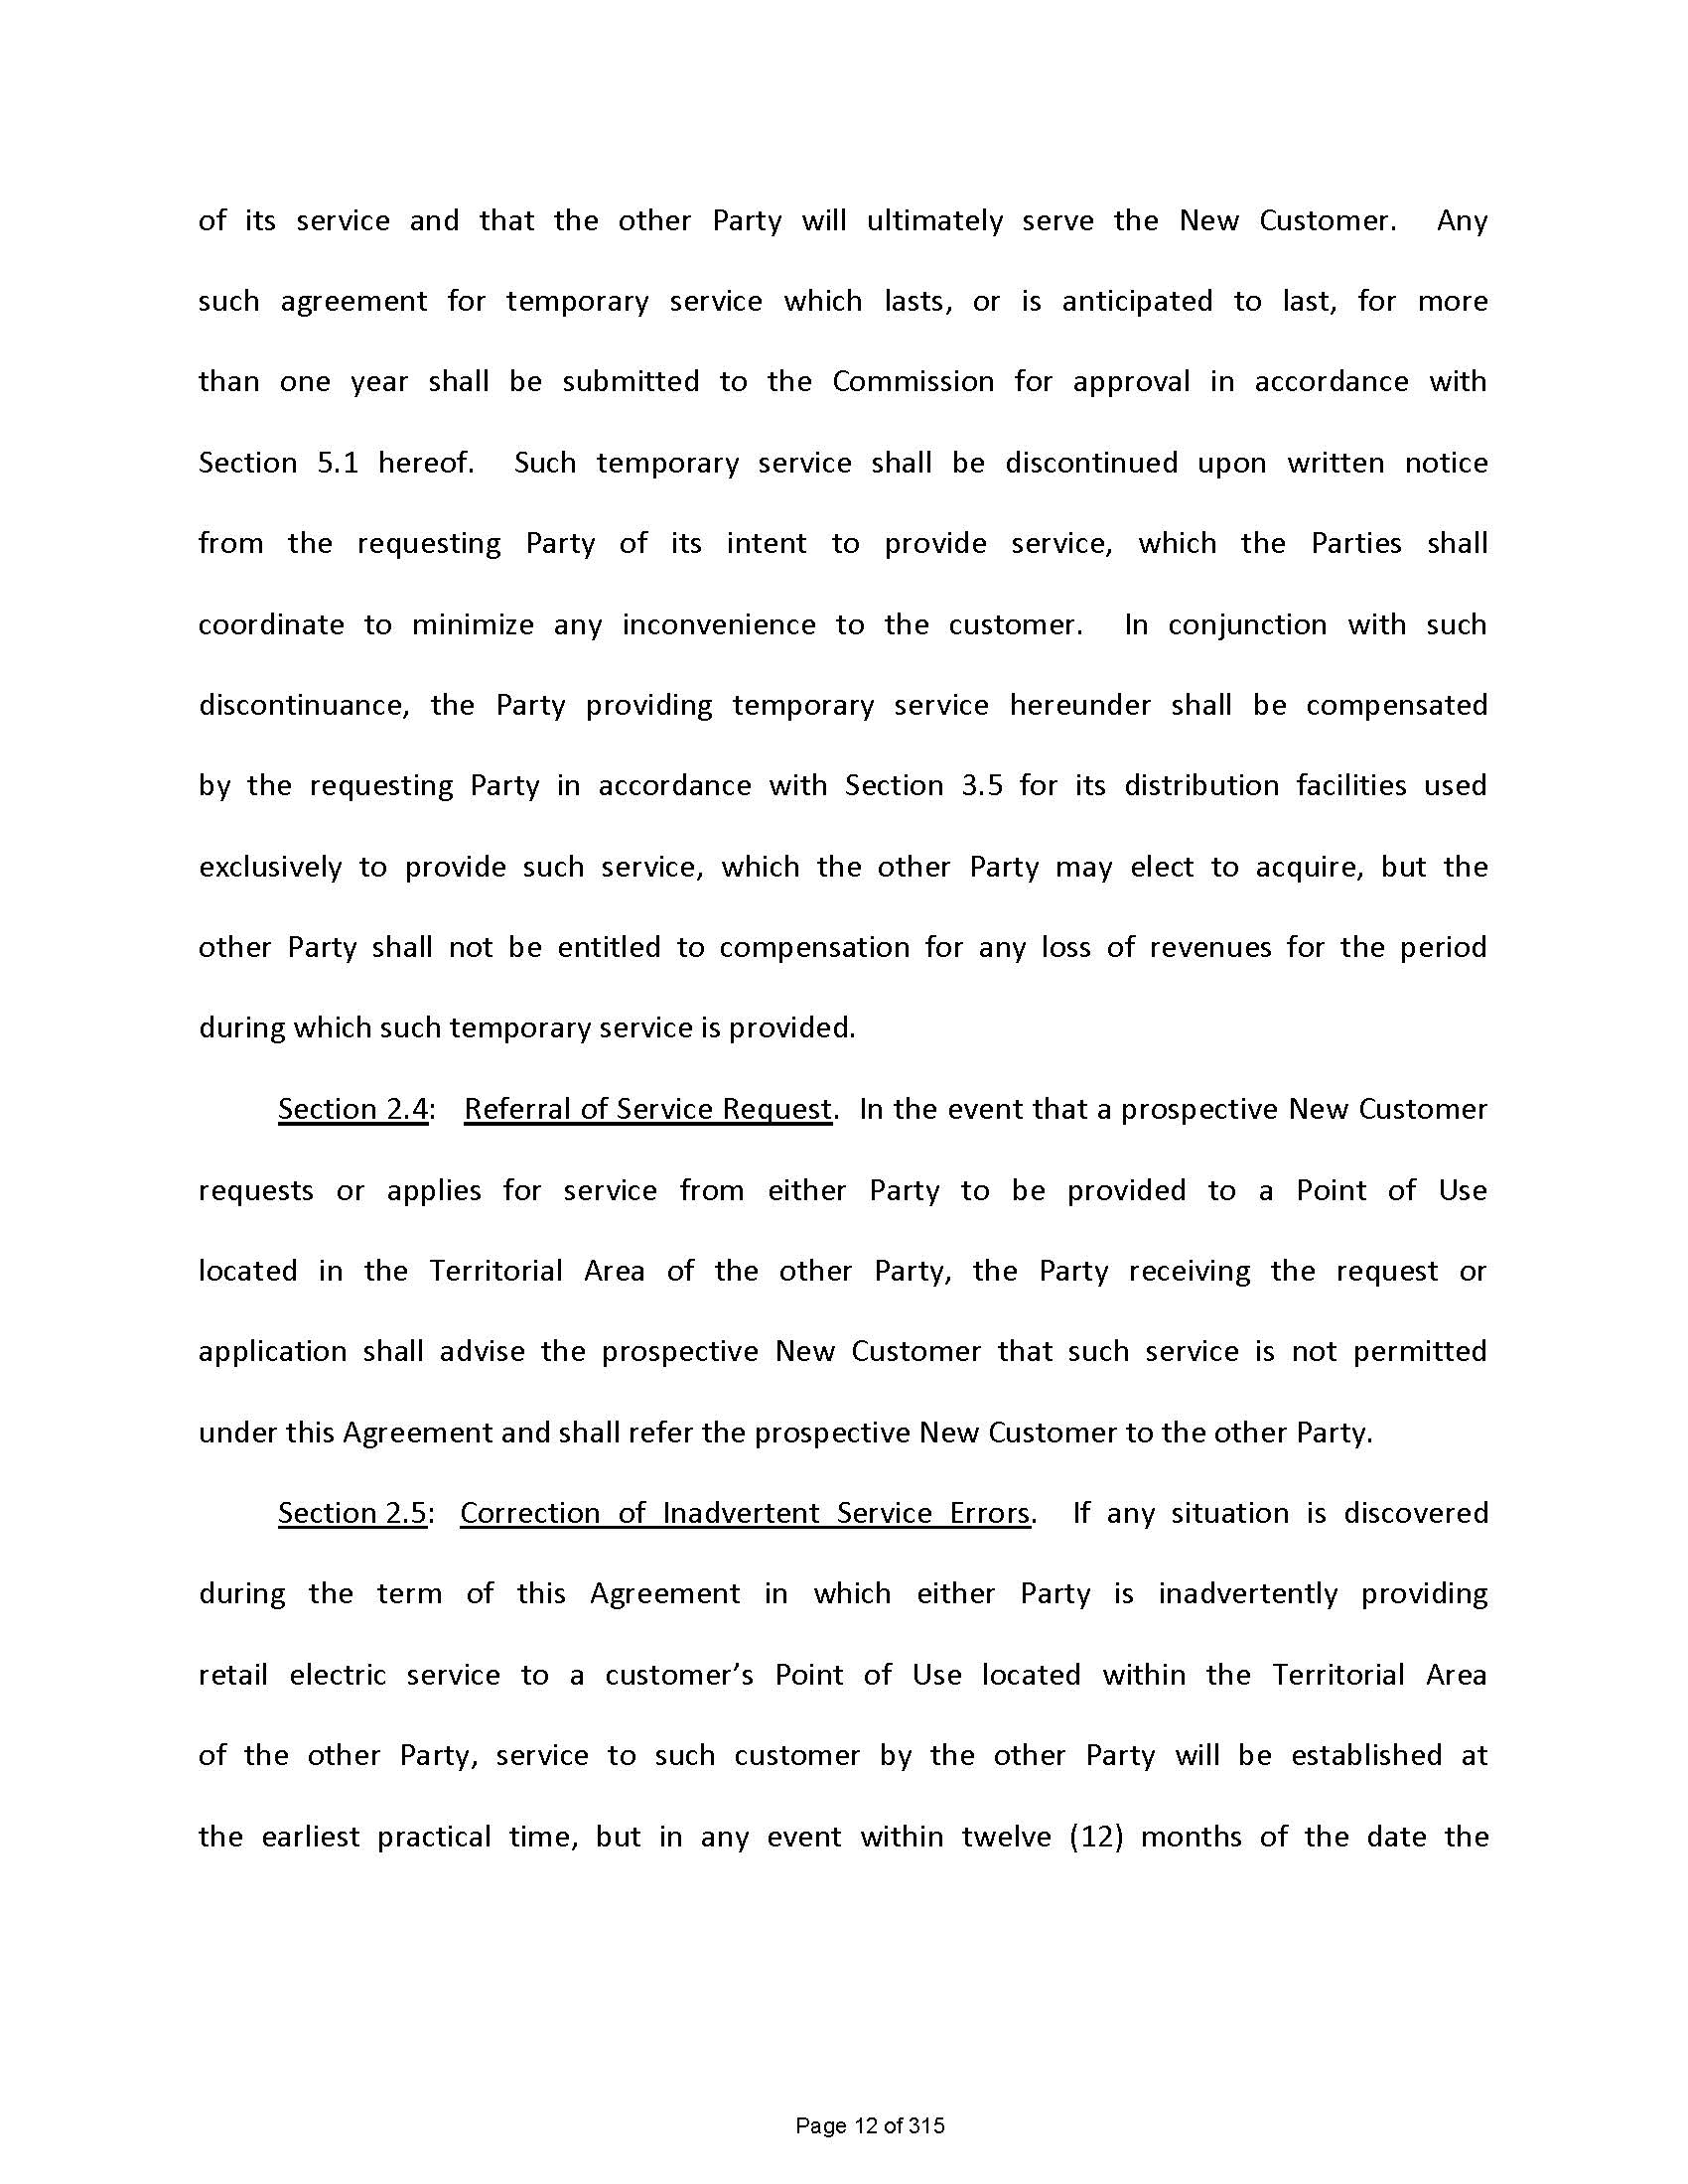 of its service and that the other Party will ultimately serve the New Customer. Any
such agreement for temporary service which lasts, or is anticipated to last, for more
than one year shall be submitted to the Commission for approval in accordance with
Section 5.1 hereof. Such temporary service shall be discontinued upon written notice
from the requesting Party of its intent to provide service, which the Parties shall
coordinate to minimize any inconvenience to the customer. In conjunction with such
discontinuance, the Party providing temporary service hereunder shall be compensated
by the requesting Party in accordance with Section 3.5 for its distribution facilities used
exclusively to provide such service, which the other Party may elect to acquire, but the
other Party shall not be entitled to compensation for any loss of revenues for the period
during which such temporary service is provided.
Section 2.4: Referral of Service Request. In the event that a prospective New Customer
requests or applies for service from either Party to be provided to a Point of Use
located in the Territorial Area of the other Party, the Party receiving the request or
application shall advise the prospective New Customer that such service is not permitted
under this Agreement and shall refer the prospective New Customer to the other Party.
Section 2.5: Correction of Inadvertent Service Errors. If any situation is discovered
during the term of this Agreement in which either Party is inadvertently providing
retail electric service to a customer’s Point of Use located within the Territorial Area
of the other Party, service to such customer by the other Party will be established at
the earliest practical time, but in any event within twelve (12) months of the date the
Page 12 of 315